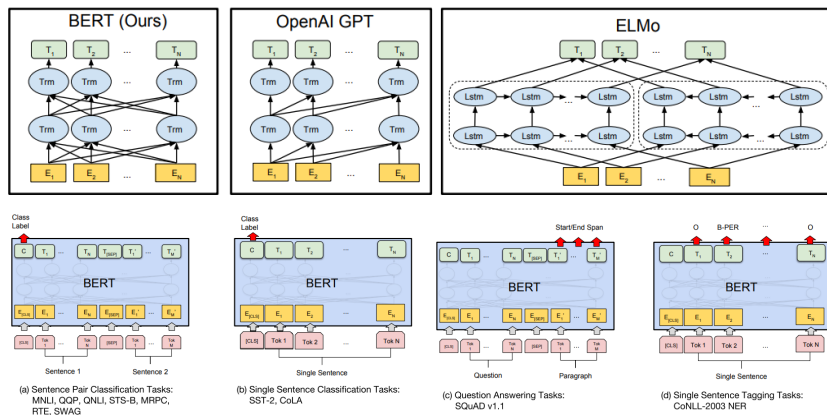 BERT (Ours)
T1 T2 ... TN
Trm Trm ... Trm
Trm Trm ... Trm
E1 E2 ... EN
OpenAI GPT
T1 T2 ... TN
Trm Trm ... Trm
Trm Trm ... Trm
E1 E2 ... EN
ELMo
T1 T2 ... TN
Lstm Lstm ... Lstm Lstm Lstm ... Lstm
Lstm Lstm ... Lstm Lstm Lstm ... Lstm
E1 E2 ... EN
Class
Label
C T1 ... TN T[SEP] T1' ... TM'
BERT
E[CLS] E1 ... EN E[SEP] E1' ... EM'
[CLS] Tok 1 ... Tok N [SEP] Tok 1 ... Tok M
Sentence 1 Sentence 2
(a) Sentence Pair Classification Tasks:
MNLI, QQP, QNLI, STS-B, MRPC,
RTE, SWAG
Class
Label
C T1 T2 ... TN
BERT
E[CLS] E1 E2 ... EN
[CLS] Tok 1 Tok 2 ... Tok N
Single Sentence
(b) Single Sentence Classification Tasks:
SST-2, CoLA
Start/End Span
C T1 ... TN T[SEP] T1' ... TM'
BERT
E[CLS] E1 ... EN E[SEP] E1' ... EM'
[CLS] Tok 1 ... Tok N [SEP] Tok 1 ... Tok M
Question Paragraph
(c) Question Answering Tasks:
SQuAD v1.1
O B-PER ... O
C T1 T2 ... TN
BERT
E[CLS] E1 E2 ... EN
[CLS] Tok 1 Tok 2 ... Tok N
Single Sentence
(d) Single Sentence Tagging Tasks:
CoNLL-2003 NER